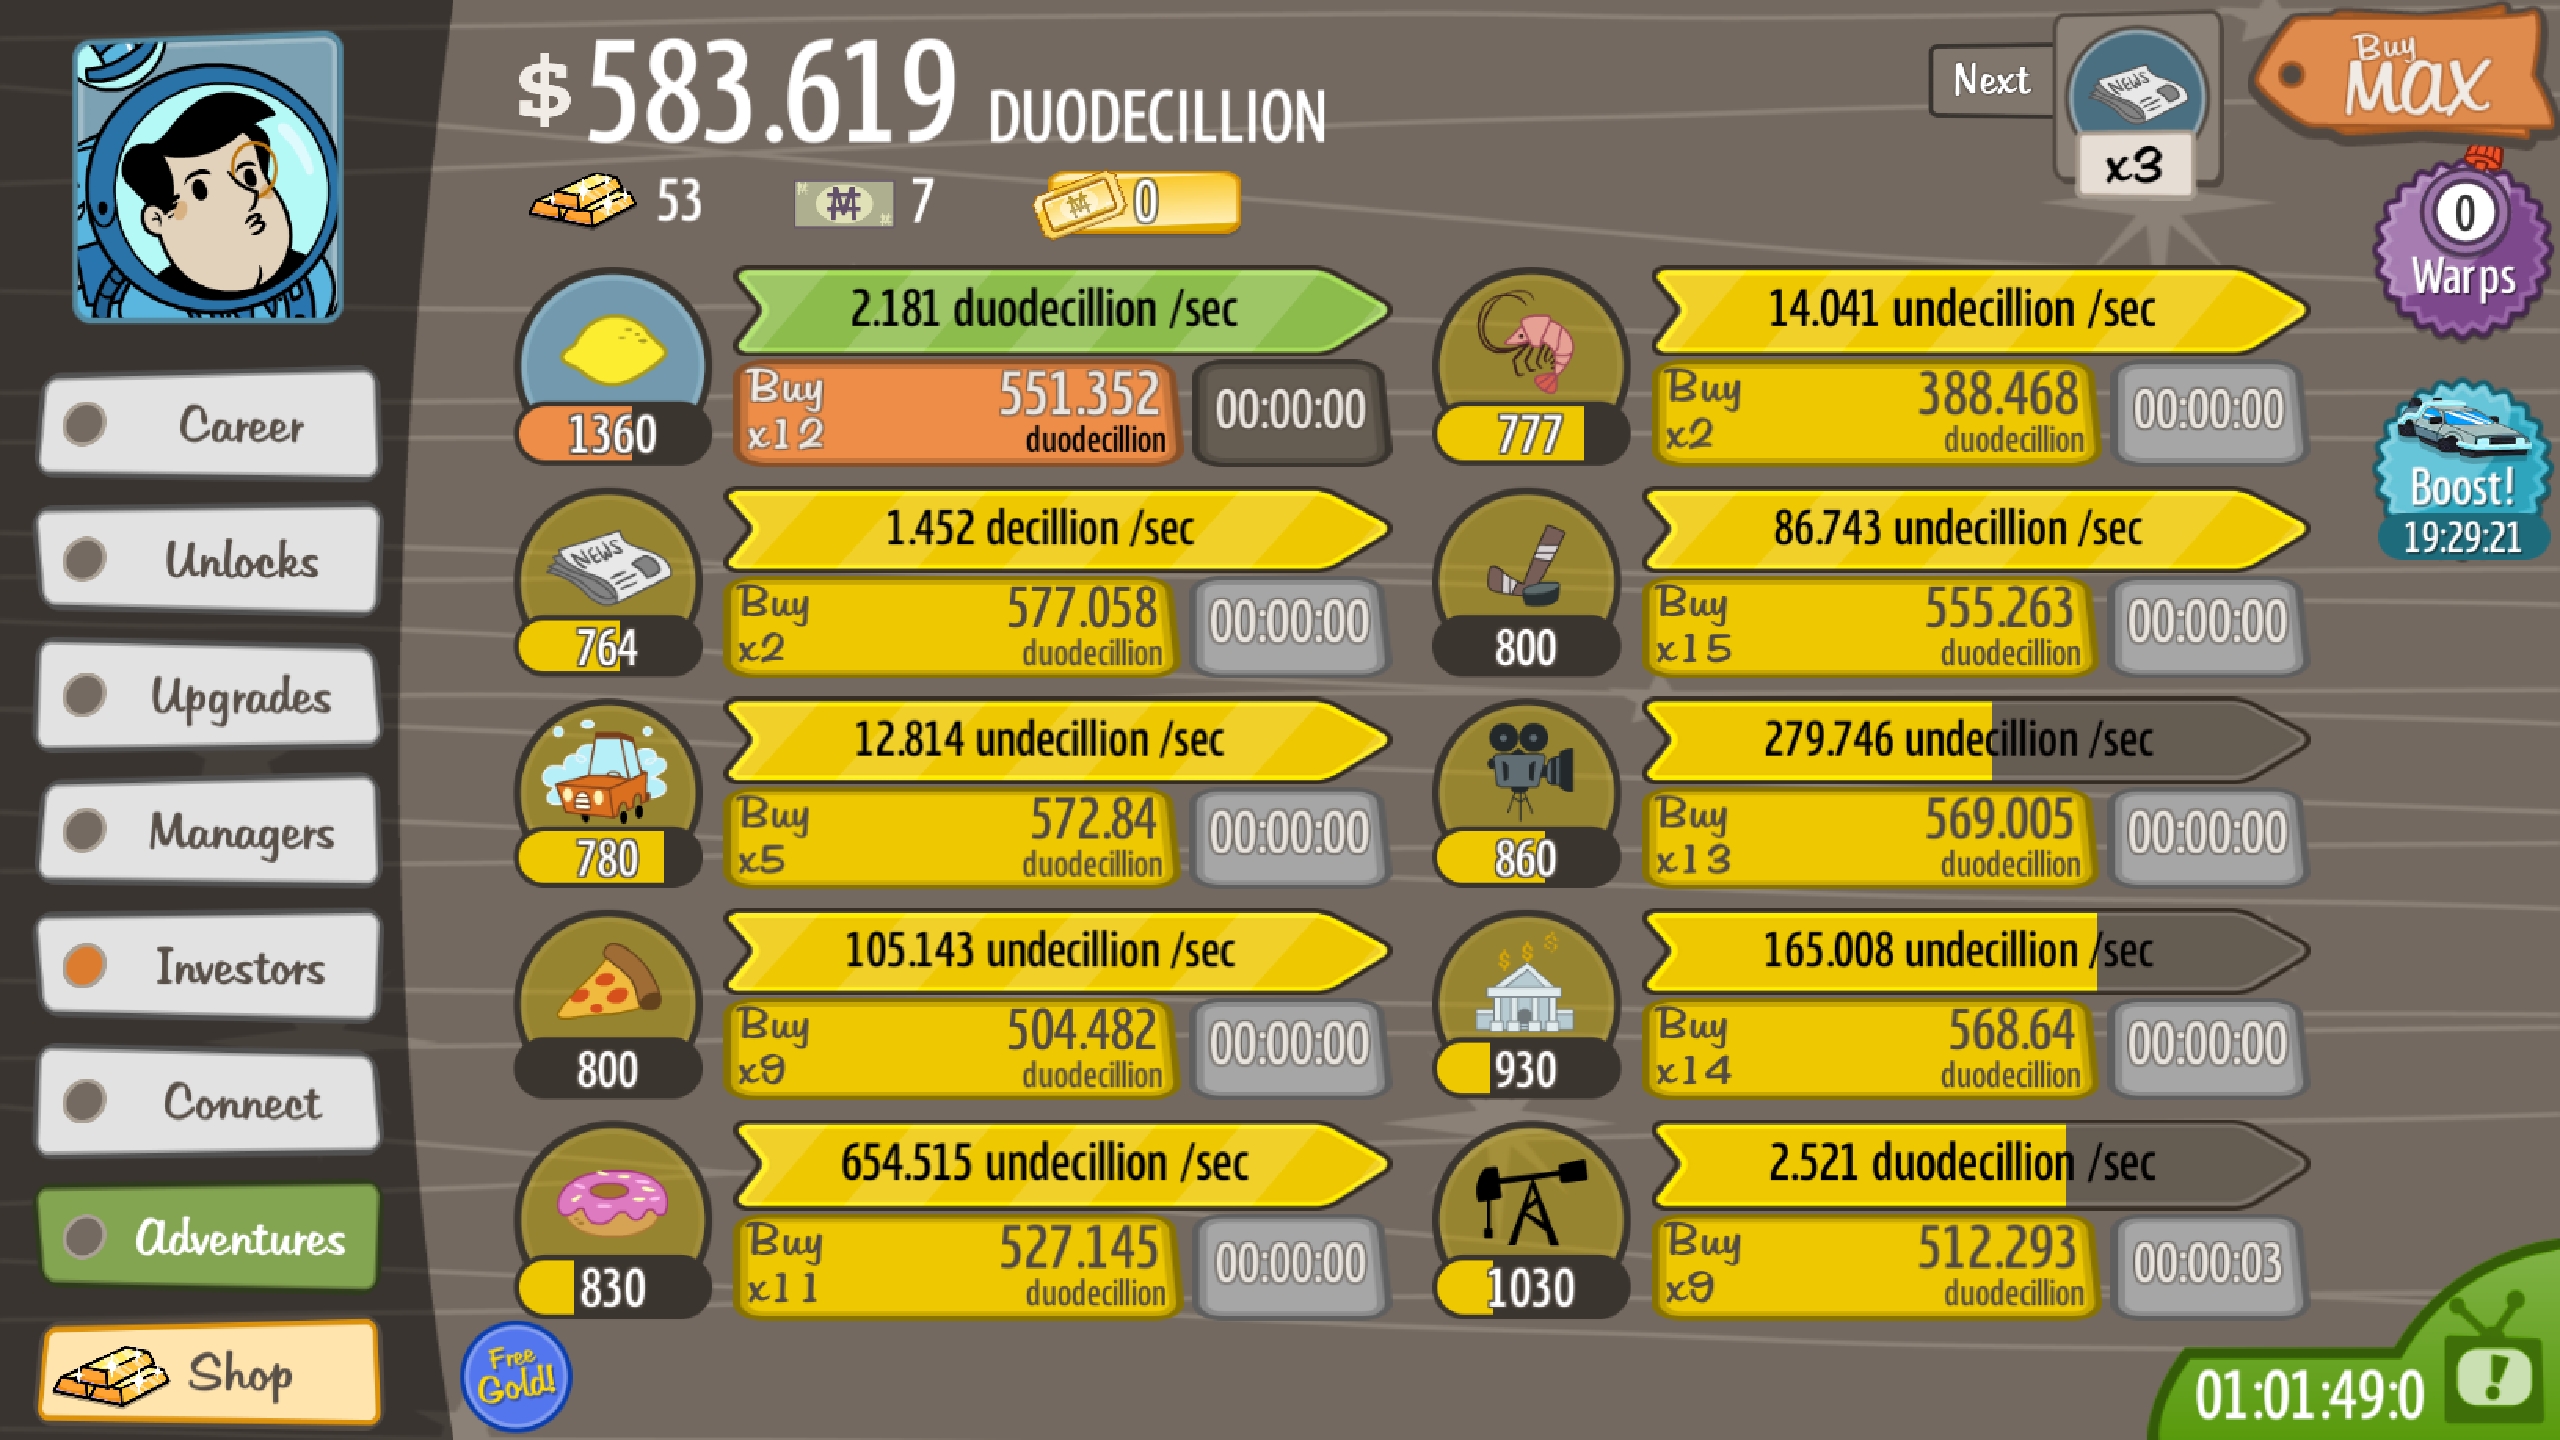 $583.619 DUODECILLION
53
7
0
Next
NEWS
x3
Buy
MAX
0
Warps
Boost!
19:29:21
Career
Unlocks
Upgrades
Managers
Investors
Connect
Adventures
Shop
1360
2.181 duodecillion /sec
Buy
x12
551.352
duodecillion
00:00:00
777
14.041 undecillion /sec
Buy
x2
388.468
duodecillion
00:00:00
NEWS
764
1.452 decillion /sec
Buy
x2
577.058
duodecillion
00:00:00
800
86.743 undecillion /sec
Buy
x15
555.263
duodecillion
00:00:00
780
12.814 undecillion /sec
Buy
x5
572.84
duodecillion
00:00:00
860
279.746 undecillion /sec
Buy
x13
569.005
duodecillion
00:00:00
800
105.143 undecillion /sec
Buy
x9
504.482
duodecillion
00:00:00
$ $ $
930
165.008 undecillion /sec
Buy
x14
568.64
duodecillion
00:00:00
830
654.515 undecillion /sec
Buy
x11
527.145
duodecillion
00:00:00
1030
2.521 duodecillion /sec
Buy
x9
512.293
duodecillion
00:00:03
Free
Gold!
01:01:49:0
!